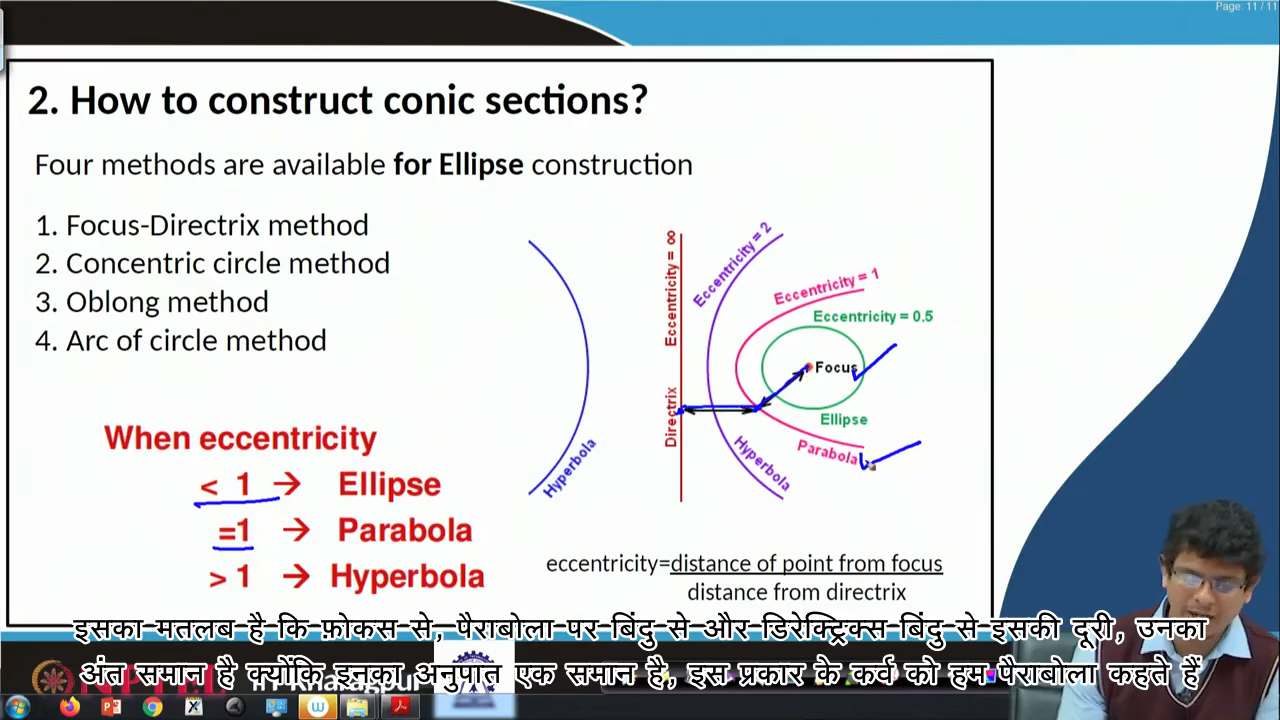 Page: 11 / 11
2. How to construct conic sections?
Four methods are available for Ellipse construction
1. Focus-Directrix method
2. Concentric circle method
3. Oblong method
4. Arc of circle method
When eccentricity
< 1 → Ellipse
=1 → Parabola
> 1 → Hyperbola
Hyperbola
Directrix Eccentricity = ∞
Eccentricity = 2
Hyperbola
Eccentricity = 1
Parabola
Eccentricity = 0.5
Focus
Ellipse
eccentricity=distance of point from focus
distance from directrix
इसका मतलब है कि फ़ोकस से, पैराबोला पर बिंदु से और डिरेक्ट्रिक्स बिंदु से इसकी दूरी, उनका
अंत समान है क्योंकि इनका अनुपात एक समान है, इस प्रकार के कर्व को हम पैराबोला कहते हैं